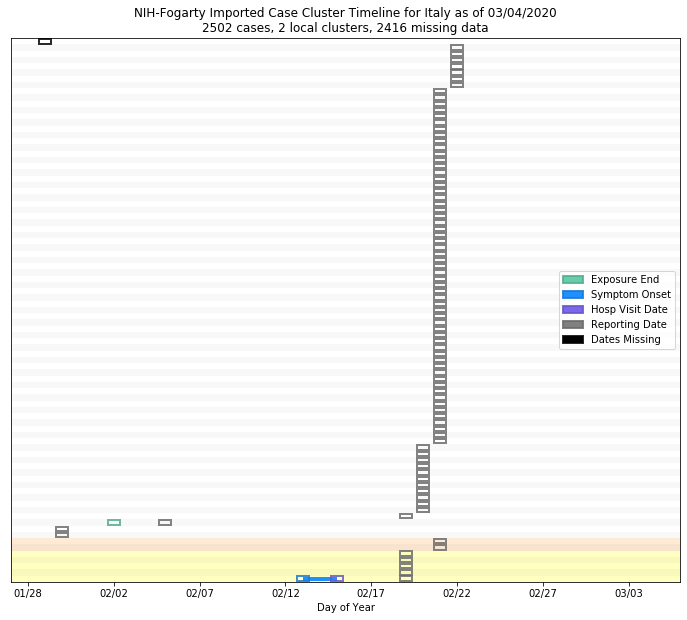 NIH-Fogarty Imported Case Cluster Timeline for Italy as of 03/04/2020
2502 cases, 2 local clusters, 2416 missing data
Exposure End
Symptom Onset
Hosp Visit Date
Reporting Date
Dates Missing
01/28 02/02 02/07 02/12 02/17 02/22 02/27 03/03
Day of Year